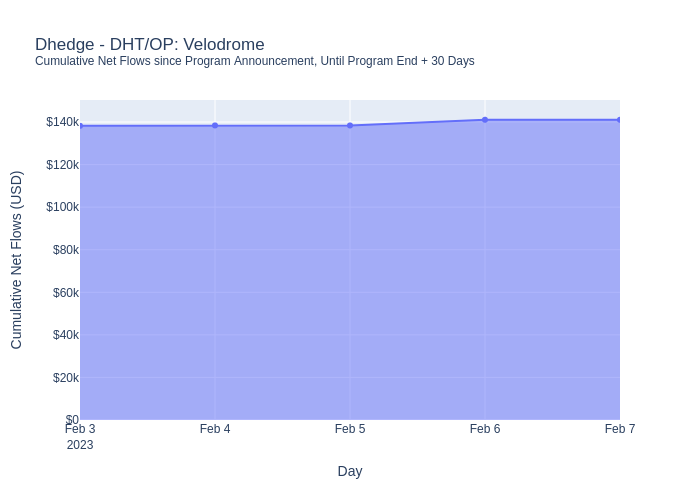 Dhedge - DHT/OP: Velodrome
Cumulative Net Flows since Program Announcement, Until Program End + 30 Days
Cumulative Net Flows (USD)
$140k
$120k
$100k
$80k
$60k
$40k
$20k
$0
Feb 3 Feb 4 Feb 5 Feb 6 Feb 7
2023
Day